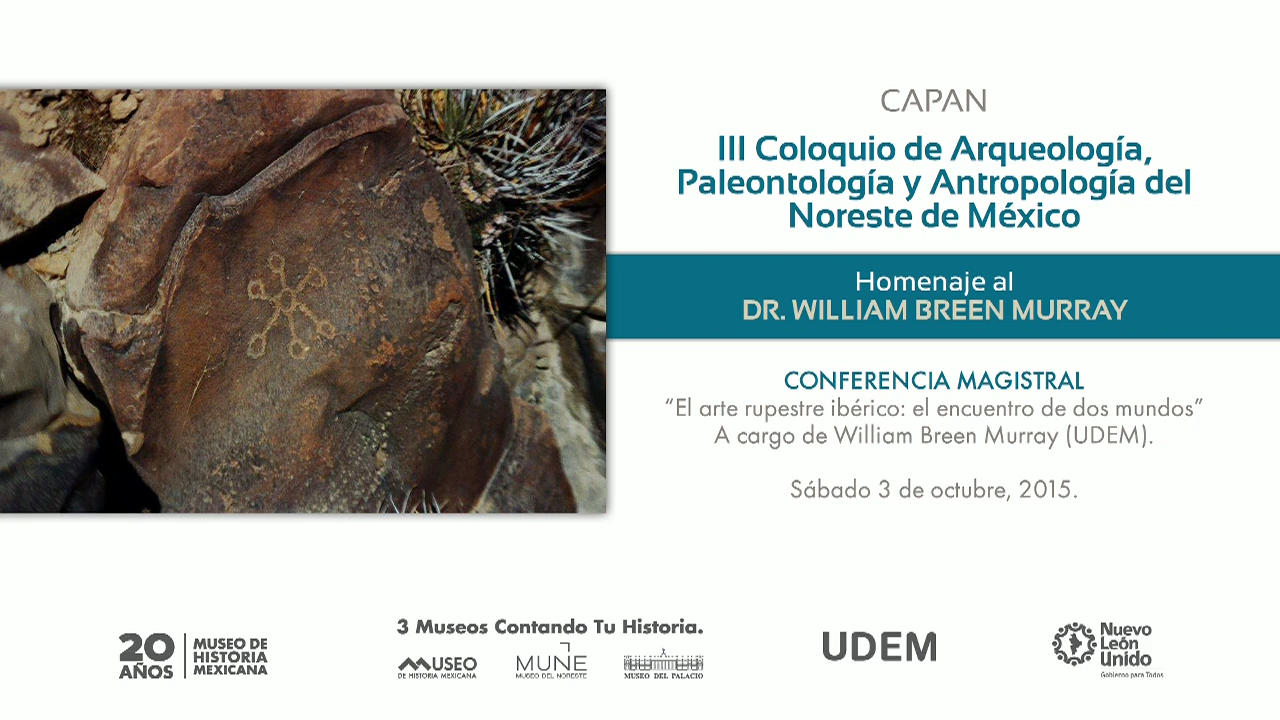 CAPAN
III Coloquio de Arqueología,
Paleontología y Antropología del
Noreste de México
Homenaje al
DR. WILLIAM BREEN MURRAY
CONFERENCIA MAGISTRAL
“El arte rupestre ibérico: el encuentro de dos mundos”
A cargo de William Breen Murray (UDEM).
Sábado 3 de octubre, 2015.
20 AÑOS
MUSEO DE
HISTORIA
MEXICANA
3 Museos Contando Tu Historia.
MUSEO
DE HISTORIA MEXICANA
MUNE
MUSEO DEL NORESTE
MUSEO DEL PALACIO
UDEM
Nuevo
León
Unido
Gobierno para Todos